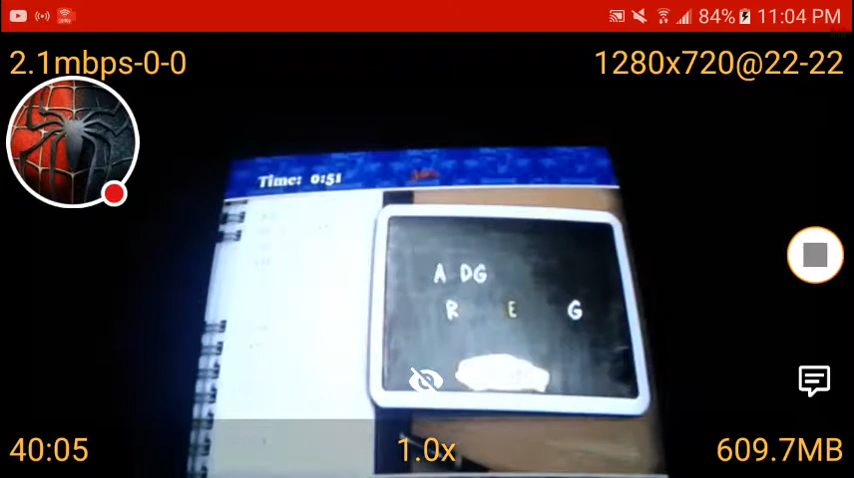 84% 11:04 PM
2.1mbps-0-0 1280x720@22-22
Time: 0:51
A DG
R E G
40:05 1.0x 609.7MB